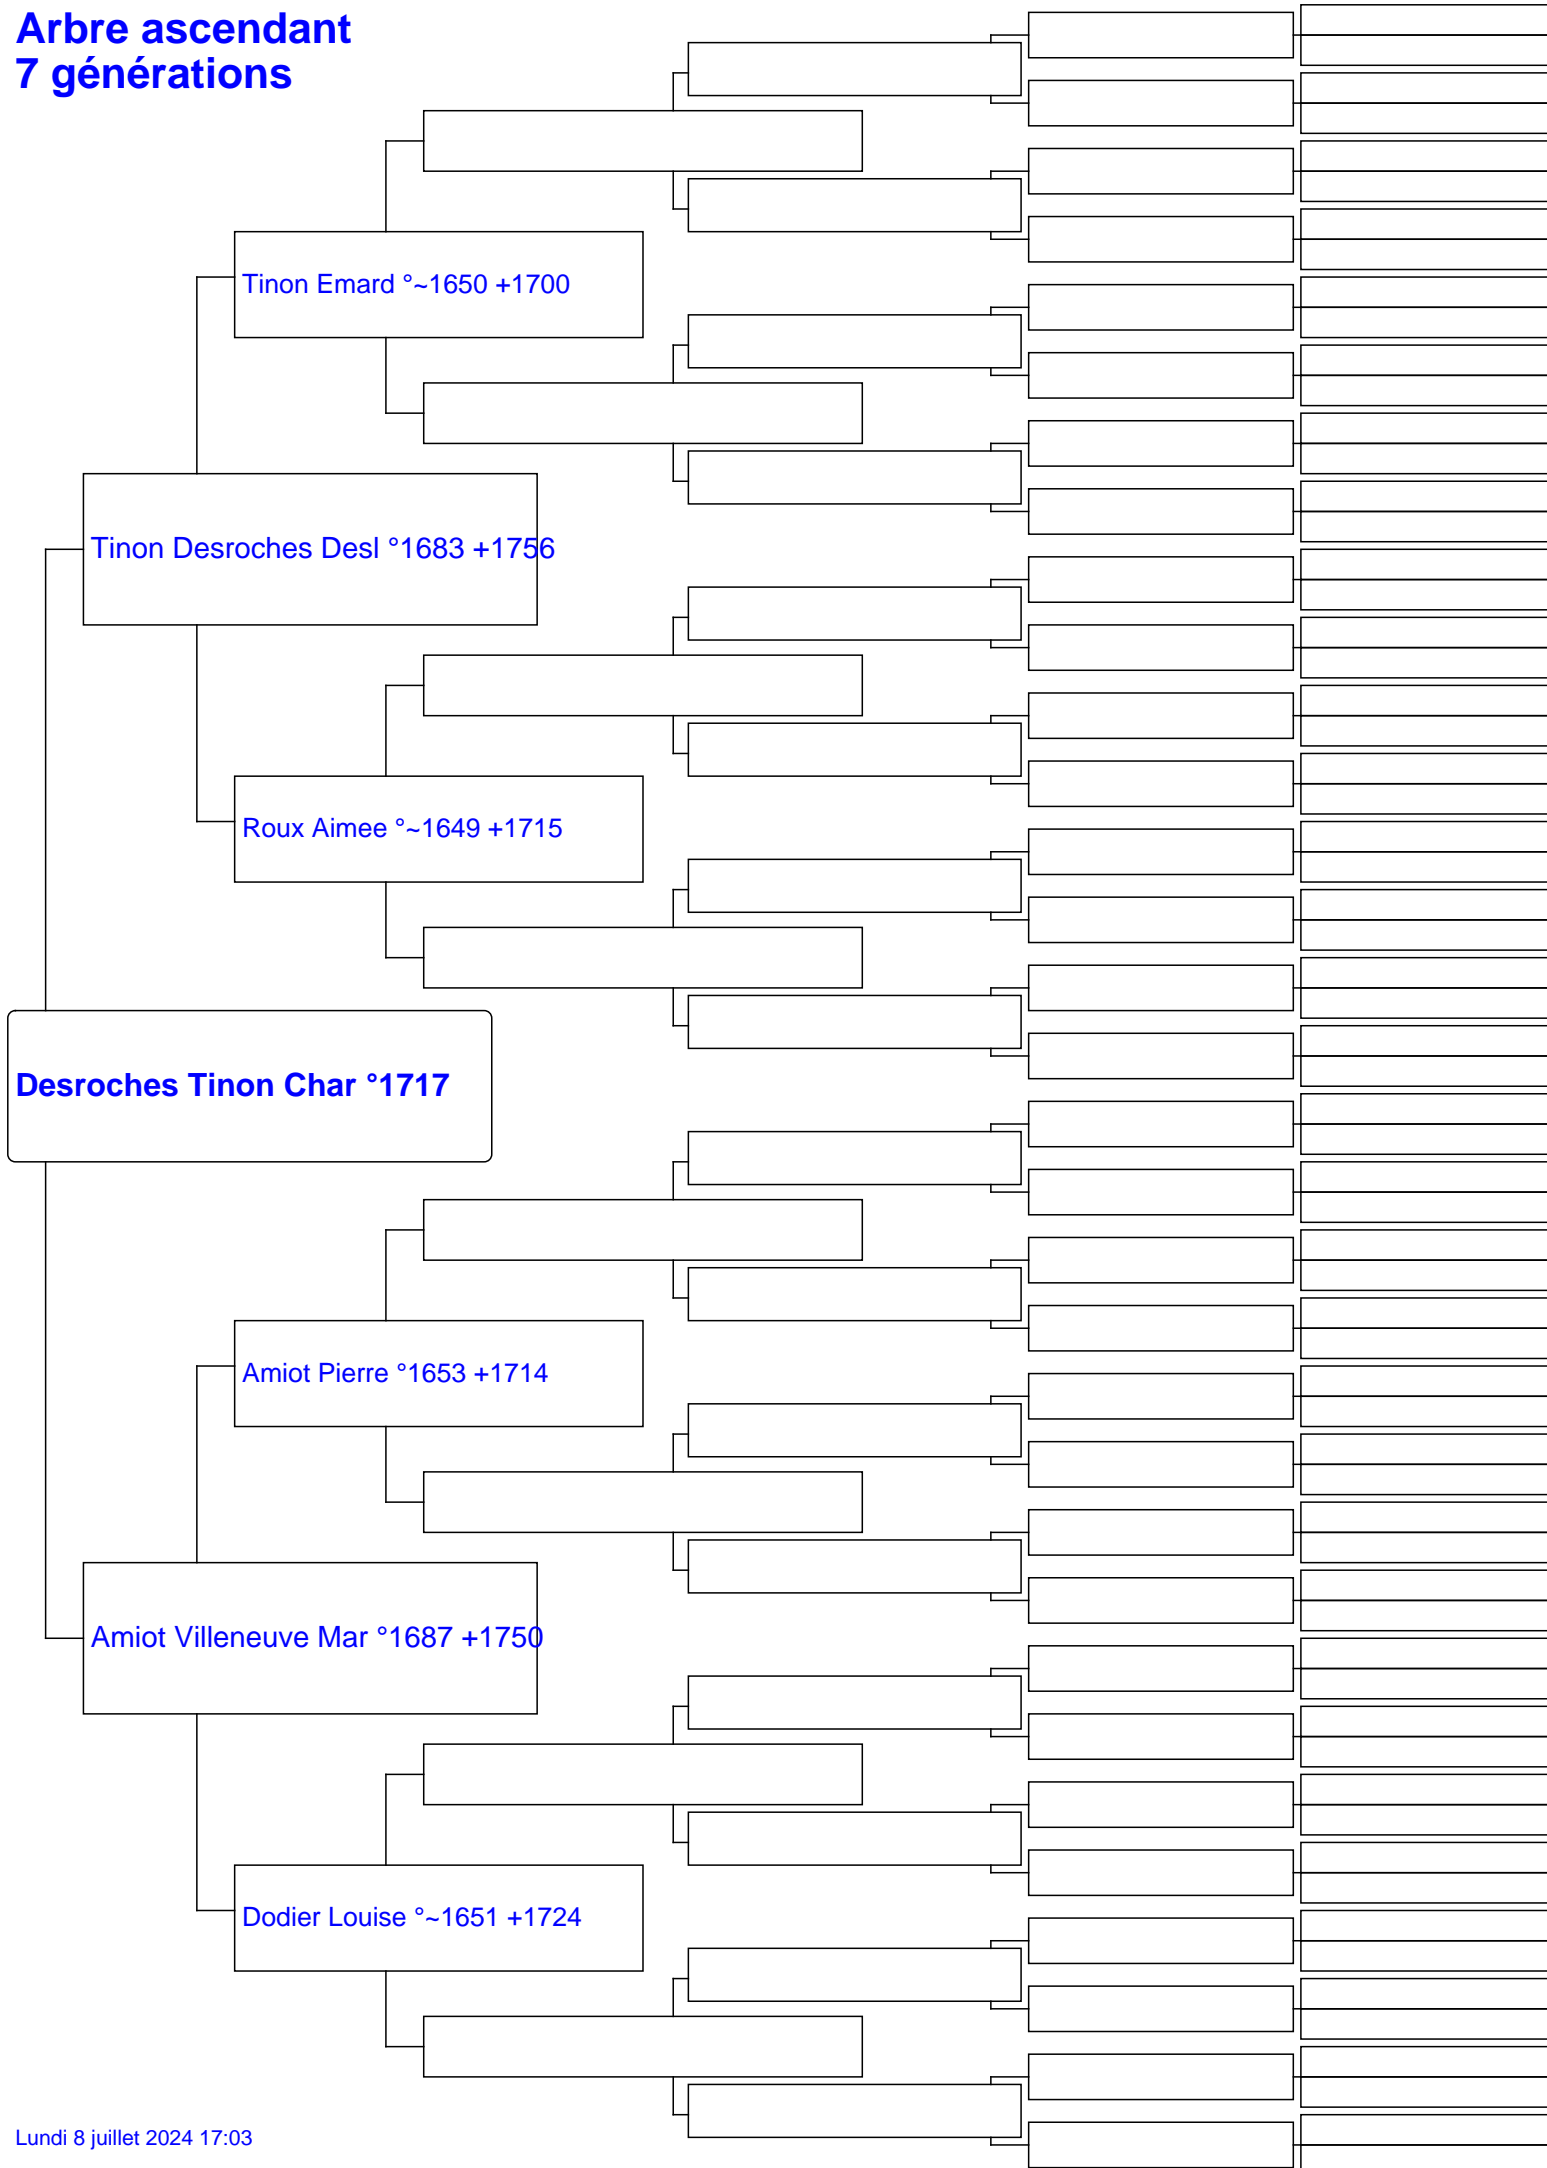 Arbre ascendant
7 générations
Tinon Emard °~1650 +1700
Tinon Desroches Desl °1683 +1756
Roux Aimee °~1649 +1715
Desroches Tinon Char °1717
Amiot Pierre °1653 +1714
Amiot Villeneuve Mar °1687 +1750
Dodier Louise °~1651 +1724
Lundi 8 juillet 2024 17:03